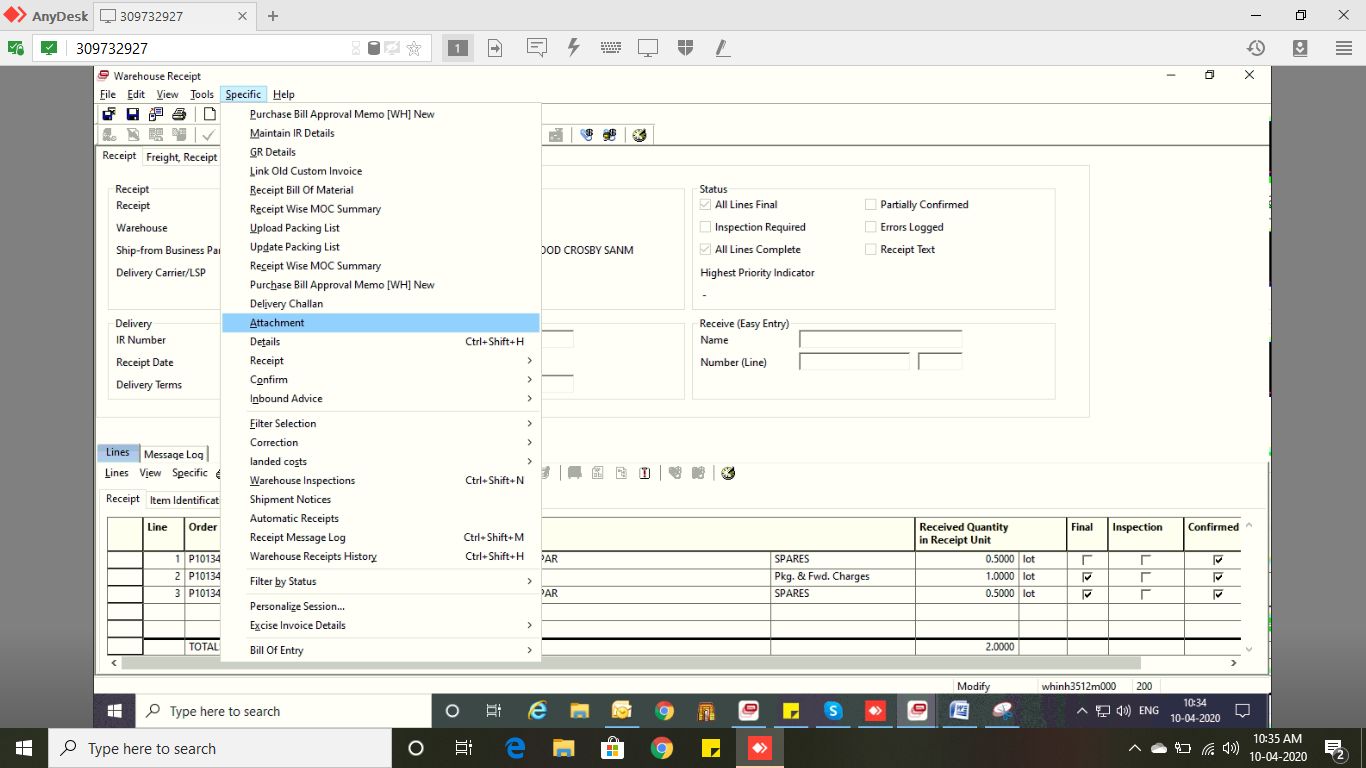 AnyDesk 309732927
309732927 1
Warehouse Receipt
File Edit View Tools Specific Help
Purchase Bill Approval Memo [WH] New
Maintain IR Details
GR Details
Link Old Custom Invoice
Receipt Bill Of Material
Receipt Wise MOC Summary
Upload Packing List
Update Packing List
Receipt Wise MOC Summary
Purchase Bill Approval Memo [WH] New
Delivery Challan
Attachment
Details Ctrl+Shift+H
Receipt
Confirm
Inbound Advice
Filter Selection
Correction
landed costs
Warehouse Inspections Ctrl+Shift+N
Shipment Notices
Automatic Receipts
Receipt Message Log Ctrl+Shift+M
Warehouse Receipts History Ctrl+Shift+H
Filter by Status
Personalize Session...
Excise Invoice Details
Bill Of Entry
Receipt Freight, Receipt
Receipt
Receipt
Warehouse
Ship-from Business Par
OOD CROSBY SANM
Delivery Carrier/LSP
Status
All Lines Final Partially Confirmed
Inspection Required Errors Logged
All Lines Complete Receipt Text
Highest Priority Indicator
-
Delivery
IR Number
Receipt Date
Delivery Terms
Receive (Easy Entry)
Name
Number (Line)
Lines Message Log
Lines View Specific
Receipt Item Identificat
Line Order Received Quantity in Receipt Unit Final Inspection Confirmed
1 P10134 PAR SPARES 0.5000 lot
2 P10134 Pkg. & Fwd. Charges 1.0000 lot
3 P10134 PAR SPARES 0.5000 lot
TOTAL 2.0000
Modify whinh3512m000 200
Type here to search ENG 10:34
10-04-2020
Type here to search 10:35 AM
10-04-2020 2